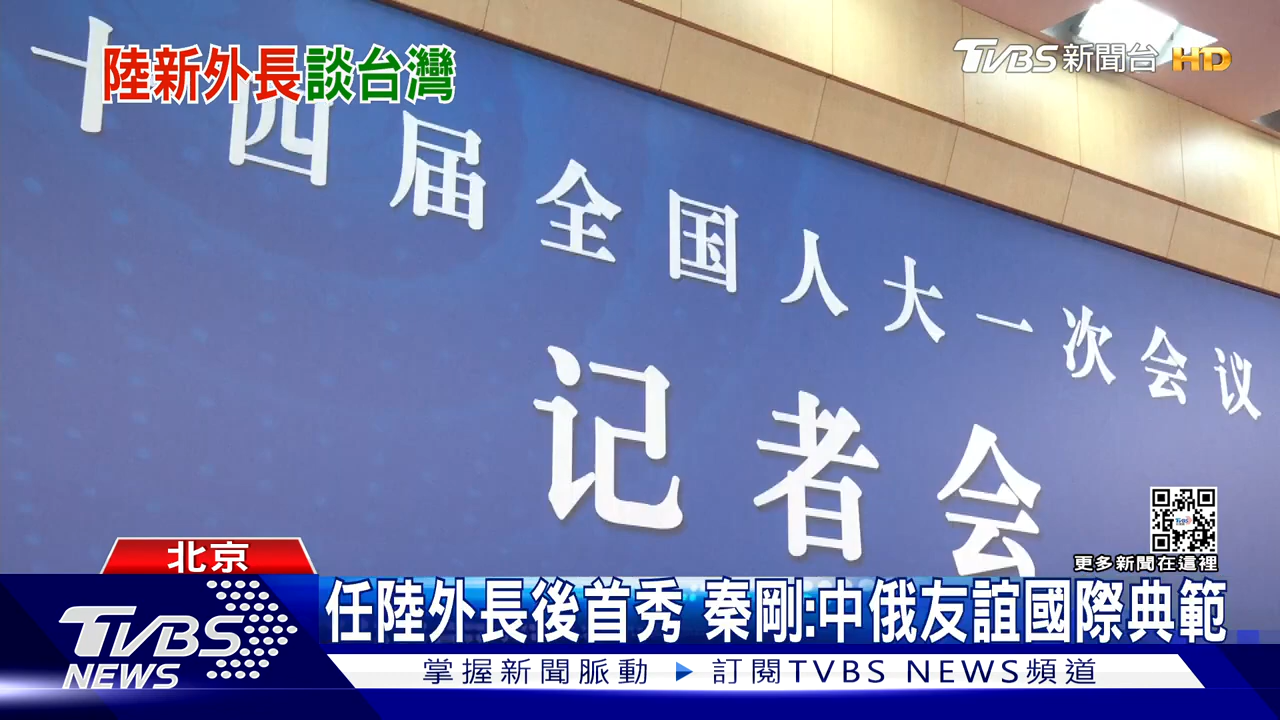 陸新外長談台灣
TVBS新聞台 HD
十四届全国人大一次会议
记者会
更多新聞在這裡
北京
任陸外長後首秀 秦剛:中俄友誼國際典範
TVBS NEWS
掌握新聞脈動 ▶ 訂閱TVBS NEWS頻道